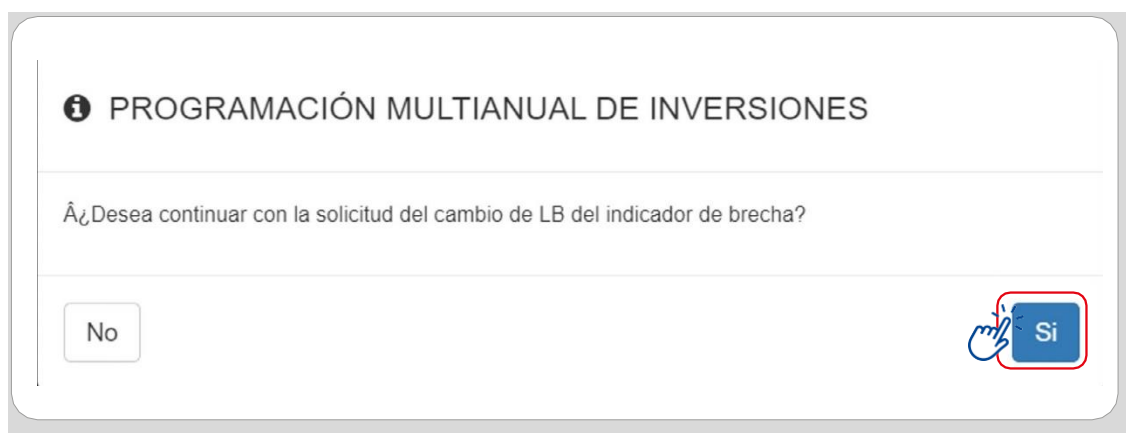 PROGRAMACIÓN MULTIANUAL DE INVERSIONES
Â¿Desea continuar con la solicitud del cambio de LB del indicador de brecha?
No
Si